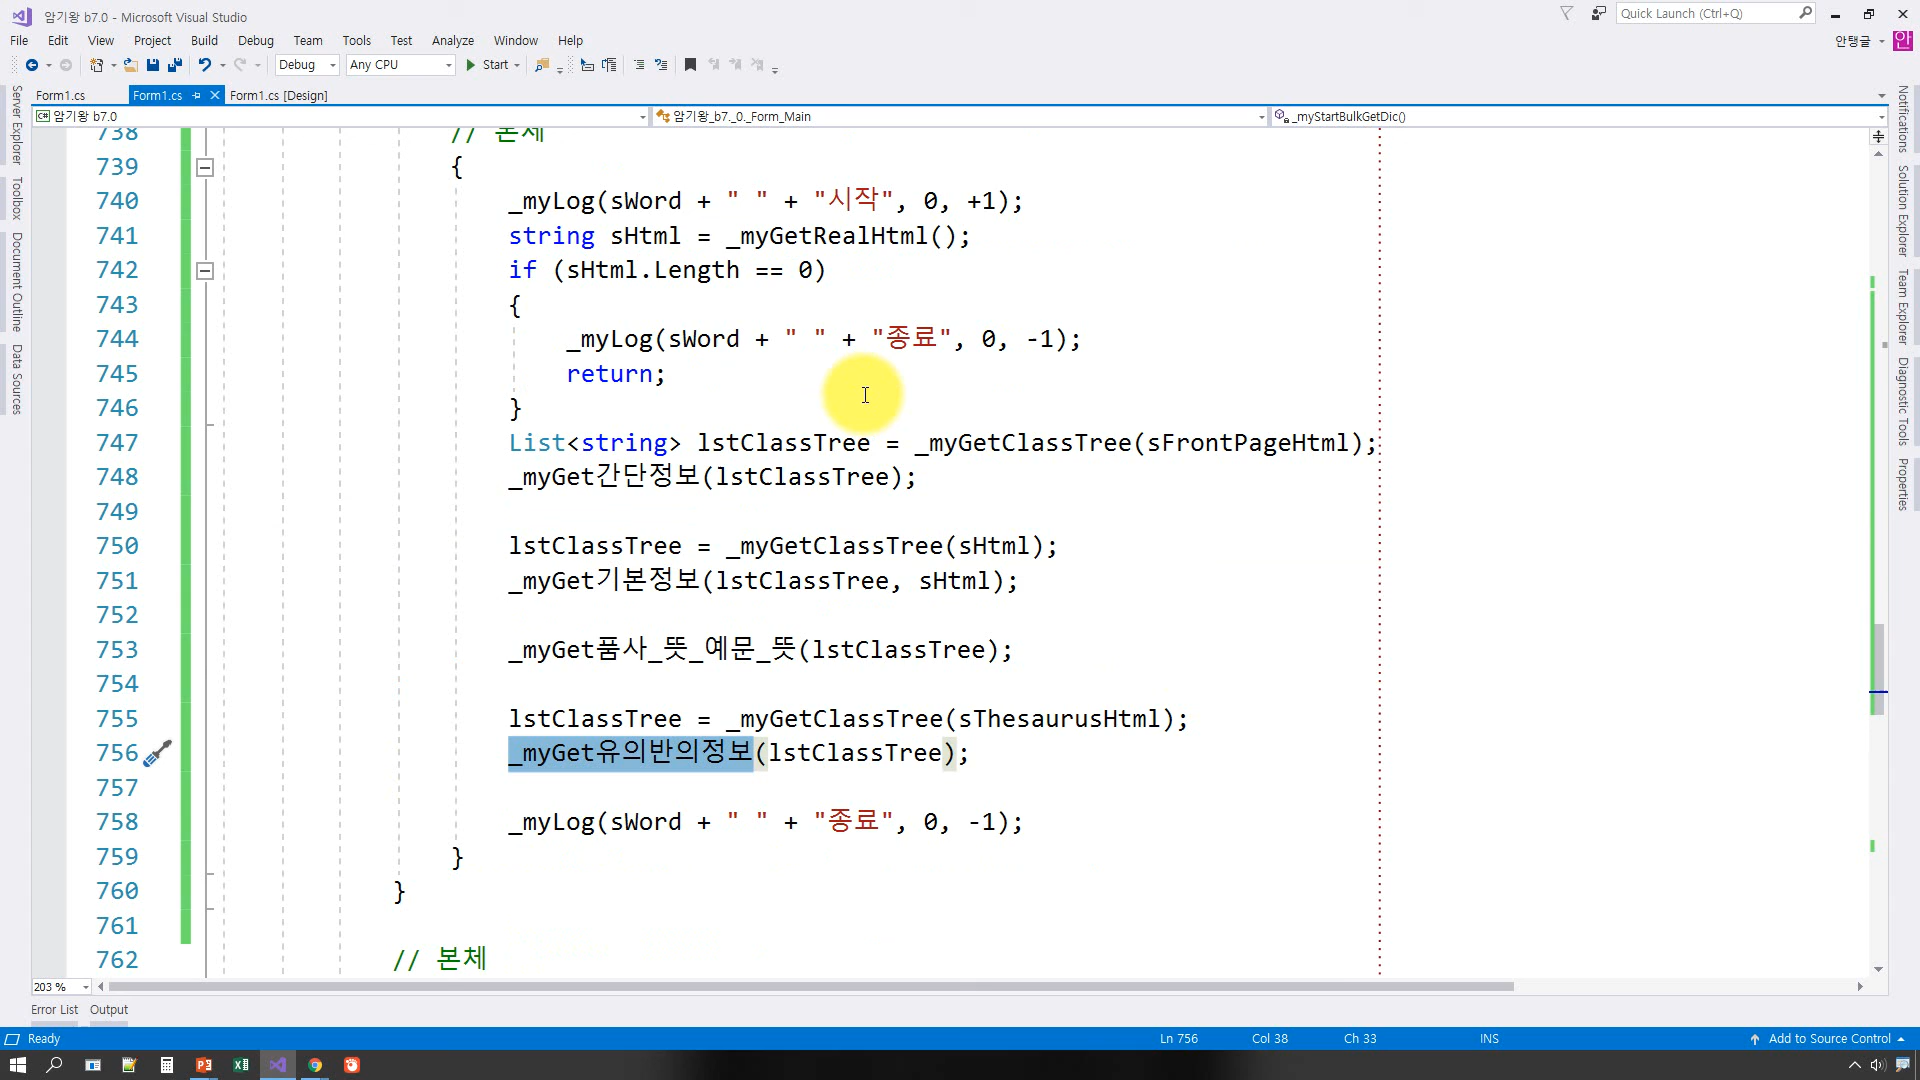 암기왕 b7.0 - Microsoft Visual Studio
Quick Launch (Ctrl+Q)
File Edit View Project Build Debug Team Tools Test Analyze Window Help
안탱글 안
Debug Any CPU Start
Form1.cs Form1.cs Form1.cs [Design]
C# 암기왕 b7.0 암기왕_b7._0._Form_Main _myStartBulkGetDic()
Server Explorer
Toolbox
Document Outline
Data Sources
738 // 본체
739 {
740 _myLog(sWord + " " + "시작", 0, +1);
741 string sHtml = _myGetRealHtml();
742 if (sHtml.Length == 0)
743 {
744 _myLog(sWord + " " + "종료", 0, -1);
745 return;
746 }
747 List<string> lstClassTree = _myGetClassTree(sFrontPageHtml);
748 _myGet간단정보(lstClassTree);
749
750 lstClassTree = _myGetClassTree(sHtml);
751 _myGet기본정보(lstClassTree, sHtml);
752
753 _myGet품사_뜻_예문_뜻(lstClassTree);
754
755 lstClassTree = _myGetClassTree(sThesaurusHtml);
756 _myGet유의반의정보(lstClassTree);
757
758 _myLog(sWord + " " + "종료", 0, -1);
759 }
760 }
761
762 // 본체
Notifications
Solution Explorer
Team Explorer
Diagnostic Tools
Properties
203 %
Error List Output
Ready Ln 756 Col 38 Ch 33 INS Add to Source Control